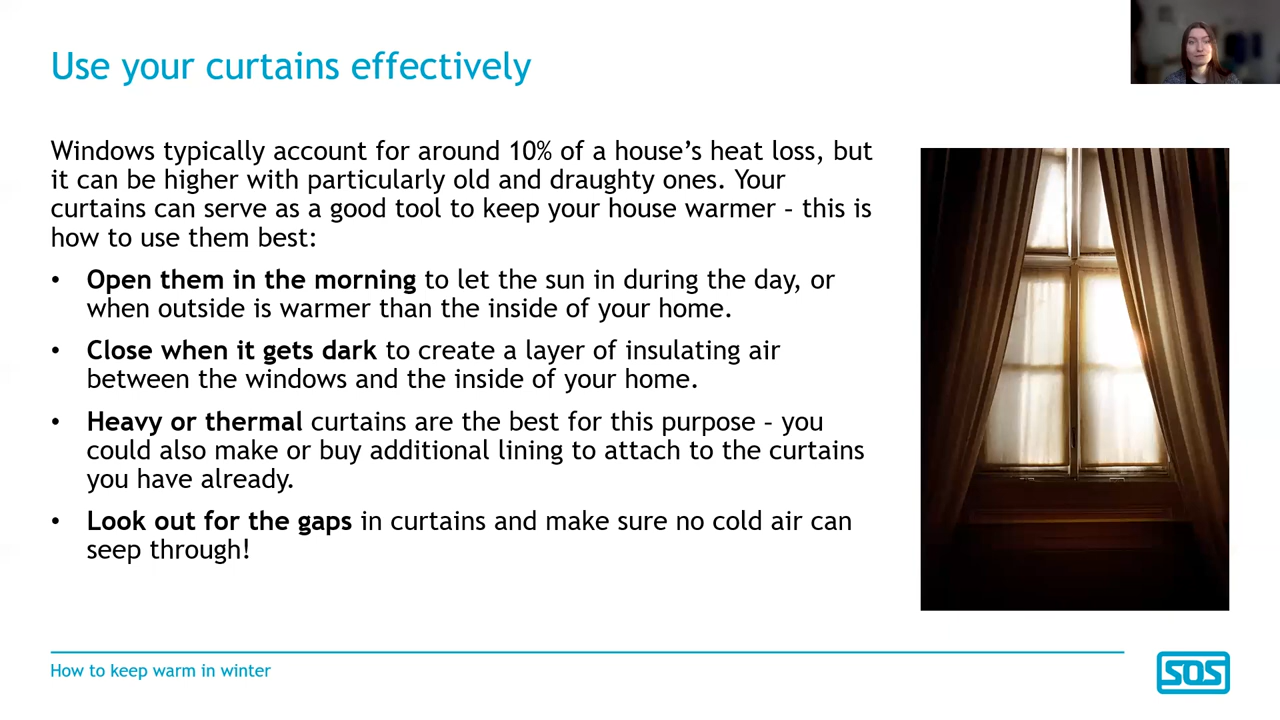 Use your curtains effectively
Windows typically account for around 10% of a house’s heat loss, but
it can be higher with particularly old and draughty ones. Your
curtains can serve as a good tool to keep your house warmer – this is
how to use them best:
• Open them in the morning to let the sun in during the day, or
when outside is warmer than the inside of your home.
• Close when it gets dark to create a layer of insulating air
between the windows and the inside of your home.
• Heavy or thermal curtains are the best for this purpose – you
could also make or buy additional lining to attach to the curtains
you have already.
• Look out for the gaps in curtains and make sure no cold air can
seep through!
How to keep warm in winter
SOS